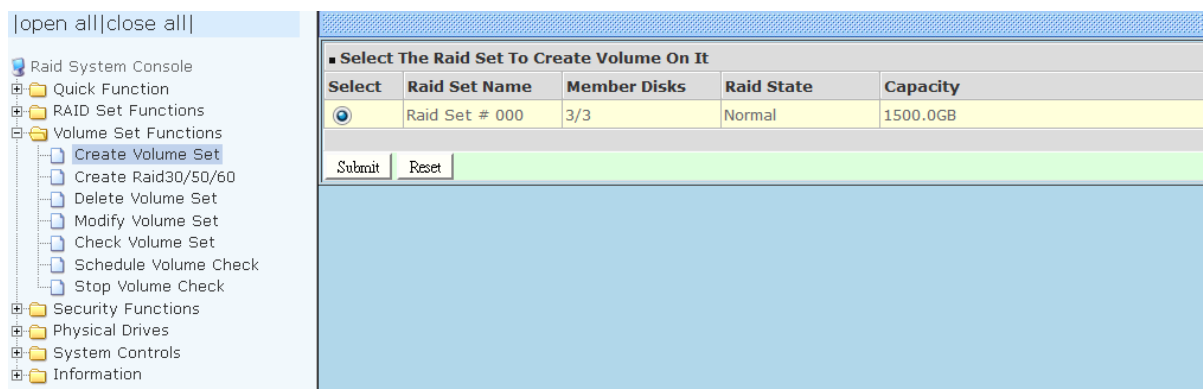 |open all|close all|
Raid System Console
Quick Function
RAID Set Functions
Volume Set Functions
Create Volume Set
Create Raid30/50/60
Delete Volume Set
Modify Volume Set
Check Volume Set
Schedule Volume Check
Stop Volume Check
Security Functions
Physical Drives
System Controls
Information
Select The Raid Set To Create Volume On It
Select Raid Set Name Member Disks Raid State Capacity
Raid Set # 000 3/3 Normal 1500.0GB
Submit Reset